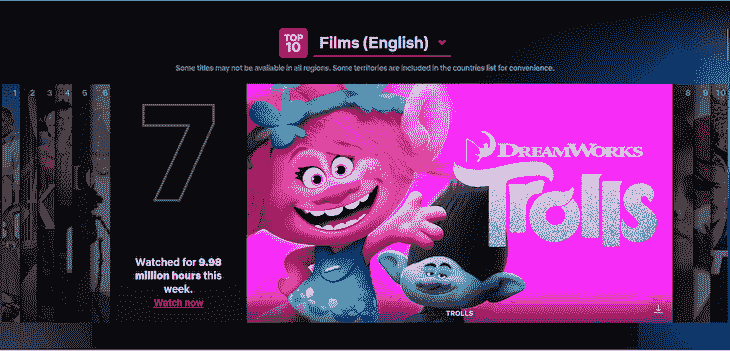 TOP
10
Films (English)
Some titles may not be available in all regions. Some territories are included in the countries list for convenience.
1 2 3 4 5 6
7
8 9 10
Watched for 9.98
million hours this
week.
Watch now
DREAMWORKS
Trolls
TROLLS